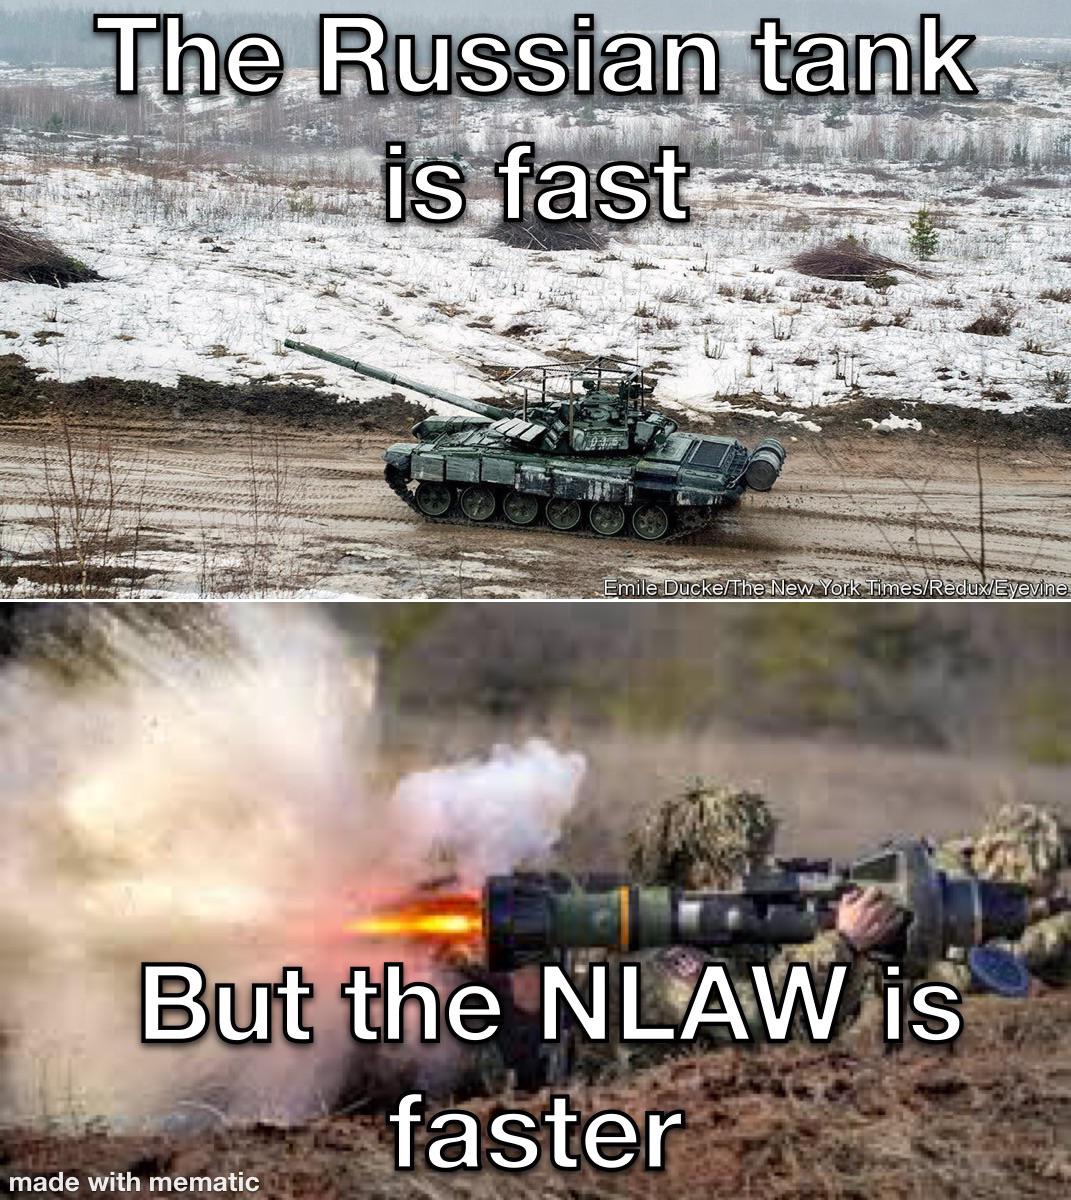 The Russian tank
is fast
Emile Ducke/The New York Times/Redux/Eyevine
But the NLAW is
faster
made with mematic